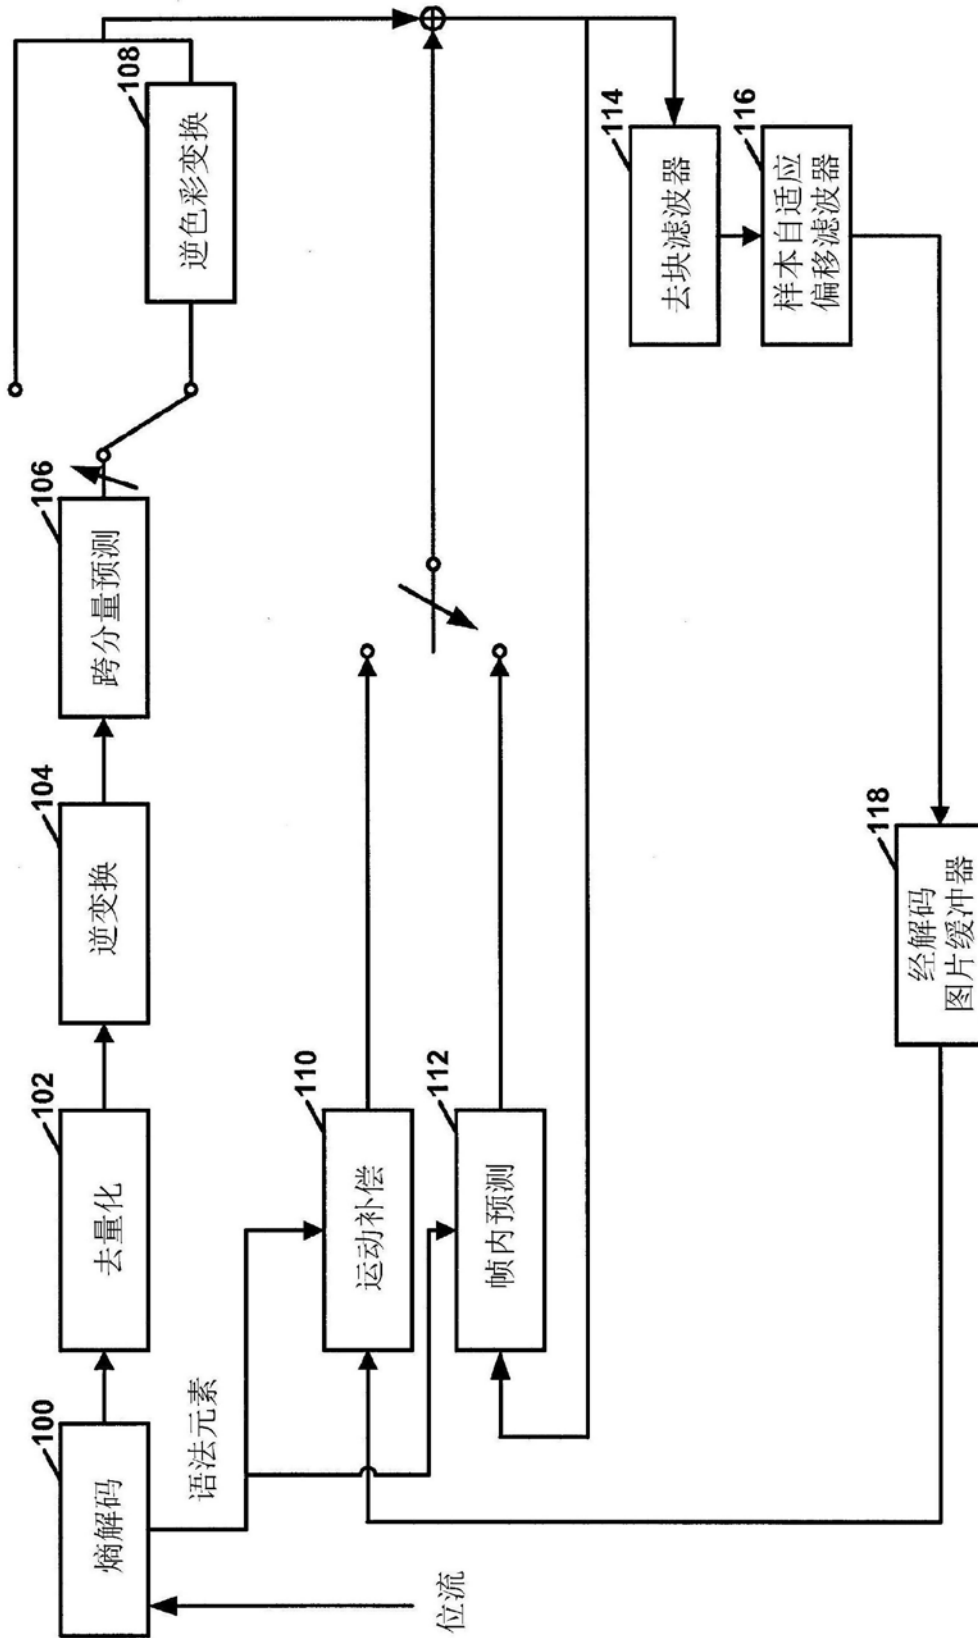 100
熵解码
102
去量化
104
逆变换
106
跨分量预测
108
逆色彩变换
位流
语法元素
110
运动补偿
112
帧内预测
114
去块滤波器
116
样本自适应
偏移滤波器
118
经解码
图片缓冲器